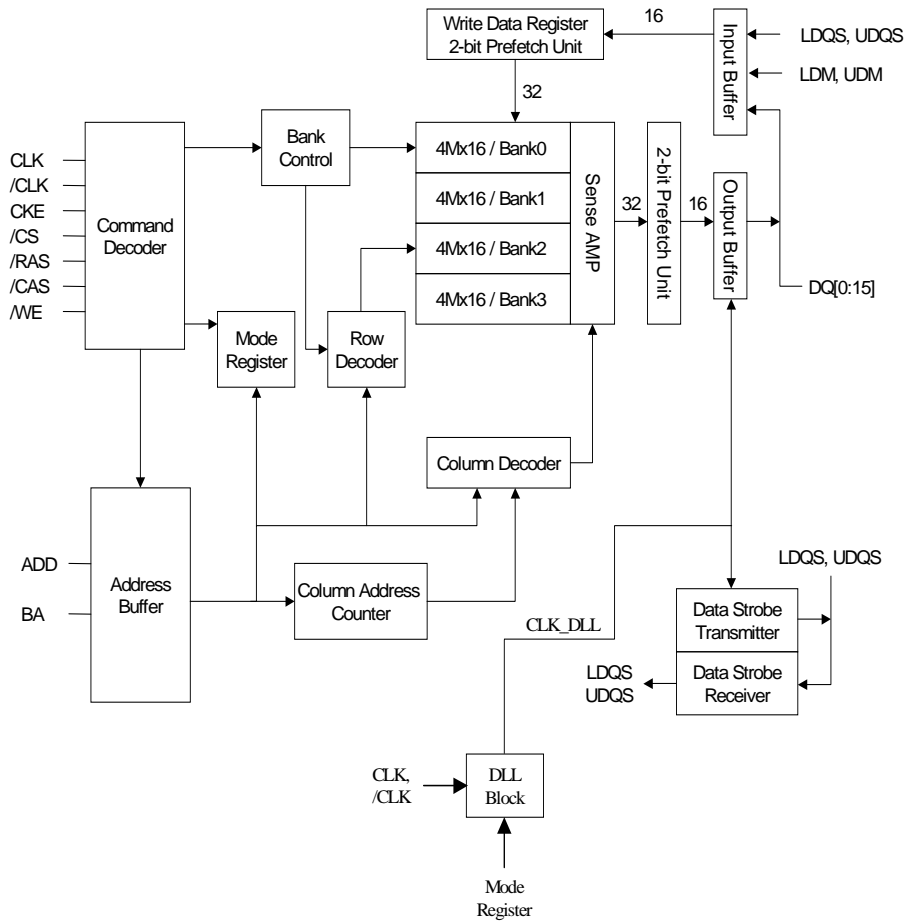 Write Data Register
2-bit Prefetch Unit
16
Input Buffer
LDQS, UDQS
LDM, UDM
32
Bank
Control
4Mx16 / Bank0
4Mx16 / Bank1
4Mx16 / Bank2
4Mx16 / Bank3
Sense AMP
32
2-bit Prefetch Unit
16
Output Buffer
DQ[0:15]
CLK
/CLK
CKE
/CS
/RAS
/CAS
/WE
Command
Decoder
Mode
Register
Row
Decoder
Column Decoder
ADD
BA
Address
Buffer
Column Address
Counter
CLK_DLL
LDQS, UDQS
Data Strobe
Transmitter
Data Strobe
Receiver
LDQS
UDQS
CLK,
/CLK
DLL
Block
Mode
Register